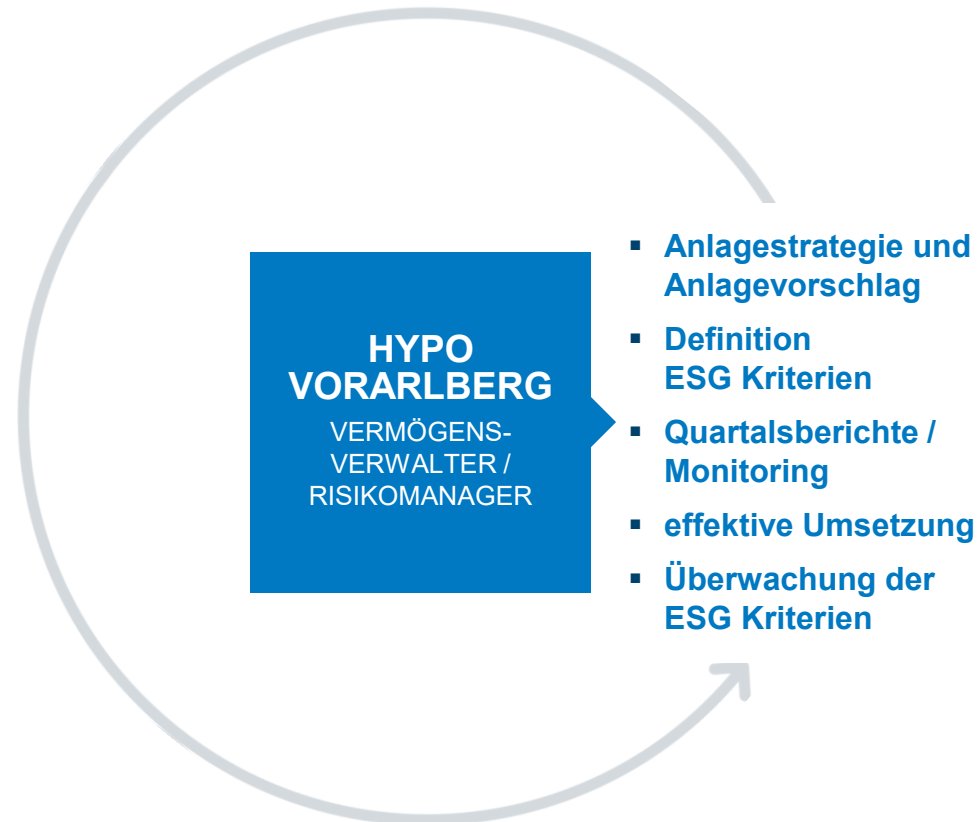 HYPO
VORARLBERG
VERMÖGENS-
VERWALTER /
RISIKOMANAGER
▪ Anlagestrategie und
Anlagevorschlag
▪ Definition
ESG Kriterien
▪ Quartalsberichte /
Monitoring
▪ effektive Umsetzung
▪ Überwachung der
ESG Kriterien